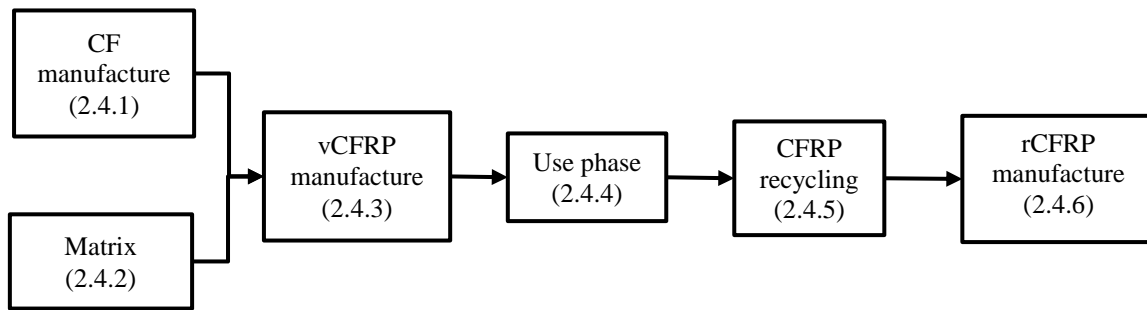 CF
manufacture
(2.4.1)
Matrix
(2.4.2)
vCFRP
manufacture
(2.4.3)
Use phase
(2.4.4)
CFRP
recycling
(2.4.5)
rCFRP
manufacture
(2.4.6)